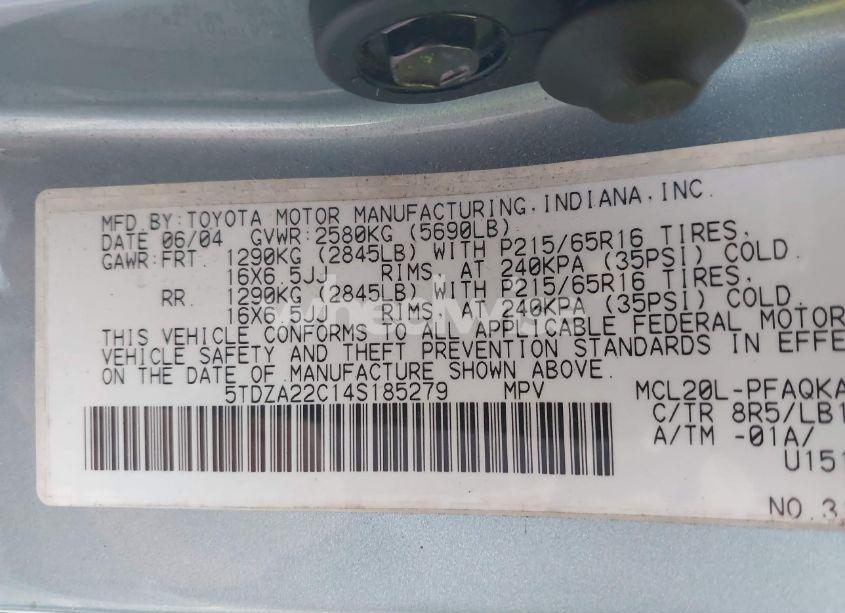 MFD.BY:TOYOTA MOTOR MANUFACTURING,INDIANA,INC.
DATE 06/04 GVWR:2580KG (5690LB)
GAWR:FRT. 1290KG (2845LB) WITH P215/65R16 TIRES,
16X6.5JJ RIMS, AT 240KPA (35PSI) COLD.
RR. 1290KG (2845LB) WITH P215/65R16 TIRES,
16X6.5JJ RIMS, AT 240KPA (35PSI) COLD.
THIS VEHICLE CONFORMS TO ALL APPLICABLE FEDERAL MOTOR
VEHICLE SAFETY AND THEFT PREVENTION STANDARDS IN EFFE
ON THE DATE OF MANUFACTURE SHOWN ABOVE.
5TDZA22C14S185279 MPV MCL20L-PFAQKA
C/TR 8R5/LB1
A/TM -01A/
U151
NO.3